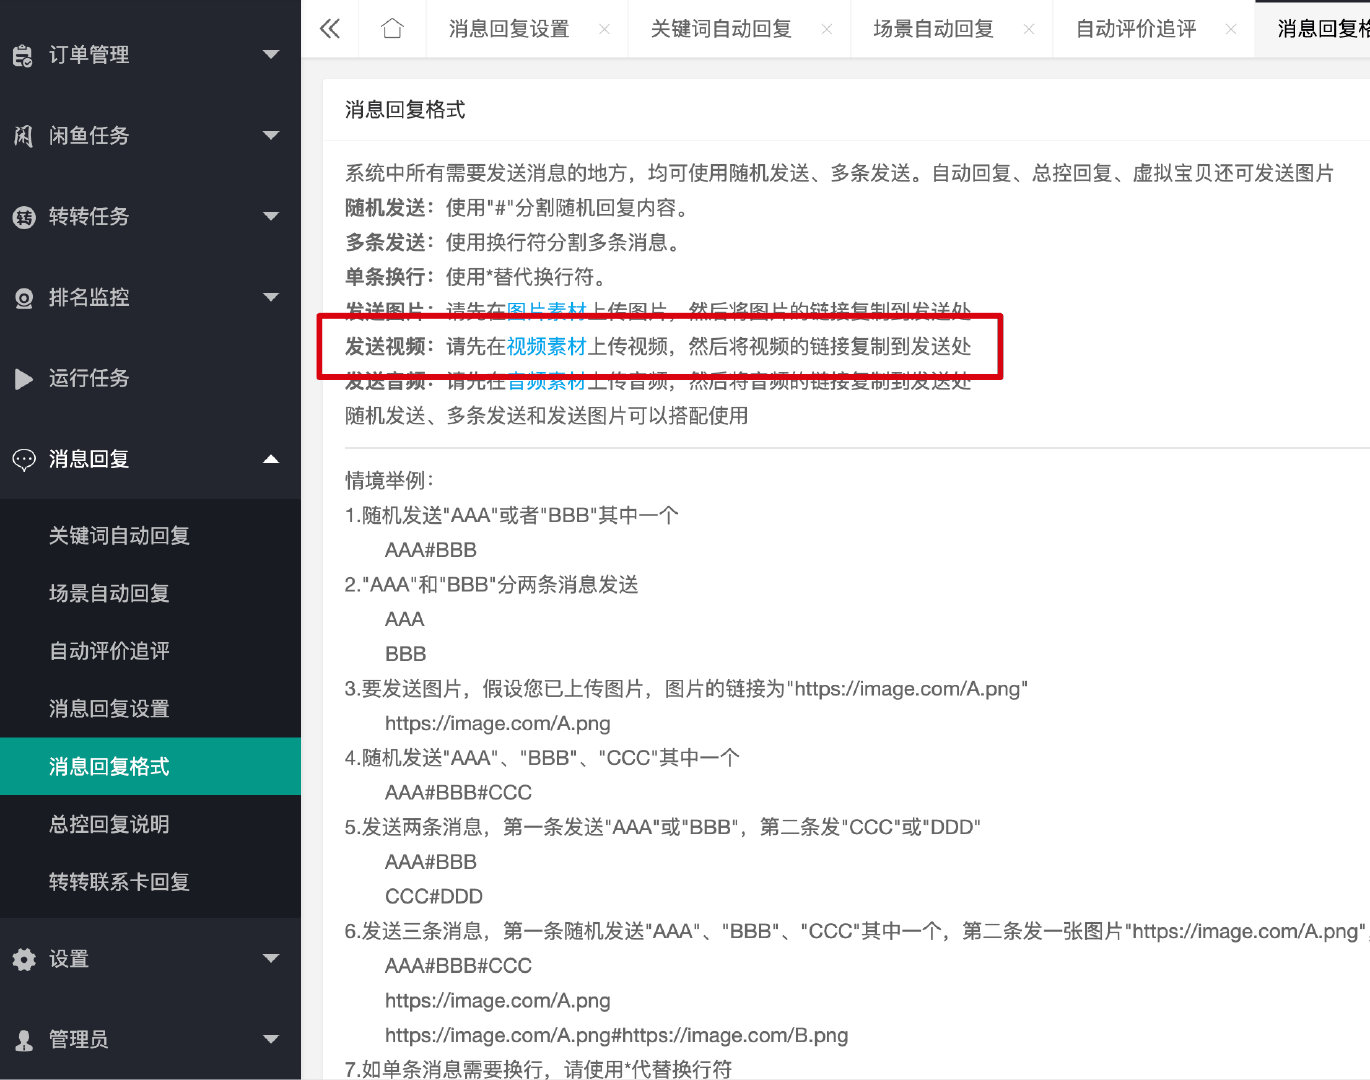 订单管理
闲鱼任务
转转任务
排名监控
运行任务
消息回复
关键词自动回复
场景自动回复
自动评价追评
消息回复设置
消息回复格式
总控回复说明
转转联系卡回复
设置
管理员
消息回复设置
关键词自动回复
场景自动回复
自动评价追评
消息回复格
消息回复格式
系统中所有需要发送消息的地方，均可使用随机发送、多条发送。自动回复、总控回复、虚拟宝贝还可发送图片
随机发送：使用"#"分割随机回复内容。
多条发送：使用换行符分割多条消息。
单条换行：使用*替代换行符。
发送图片：请先在图片素材上传图片，然后将图片的链接复制到发送处
发送视频：请先在视频素材上传视频，然后将视频的链接复制到发送处
发送音频：请先在音频素材上传音频，然后将音频的链接复制到发送处
随机发送、多条发送和发送图片可以搭配使用
情境举例：
1.随机发送"AAA"或者"BBB"其中一个
AAA#BBB
2."AAA"和"BBB"分两条消息发送
AAA
BBB
3.要发送图片，假设您已上传图片，图片的链接为"https://image.com/A.png"
https://image.com/A.png
4.随机发送"AAA"、"BBB"、"CCC"其中一个
AAA#BBB#CCC
5.发送两条消息，第一条发送"AAA"或"BBB"，第二条发"CCC"或"DDD"
AAA#BBB
CCC#DDD
6.发送三条消息，第一条随机发送"AAA"、"BBB"、"CCC"其中一个，第二条发一张图片"https://image.com/A.png"，
AAA#BBB#CCC
https://image.com/A.png
https://image.com/A.png#https://image.com/B.png
7.如单条消息需要换行，请使用*代替换行符